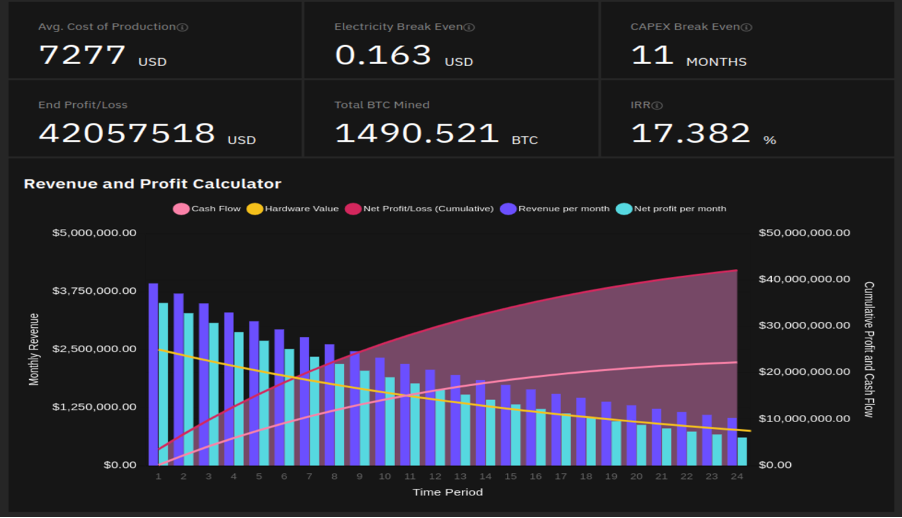 Avg. Cost of Production ⓘ
7277 USD
Electricity Break Even ⓘ
0.163 USD
CAPEX Break Even ⓘ
11 MONTHS
End Profit/Loss
42057518 USD
Total BTC Mined
1490.521 BTC
IRR ⓘ
17.382 %
Revenue and Profit Calculator
Cash Flow Hardware Value Net Profit/Loss (Cumulative) Revenue per month Net profit per month
Monthly Revenue
$5,000,000.00
$3,750,000.00
$2,500,000.00
$1,250,000.00
$0.00
$50,000,000.00
$40,000,000.00
$30,000,000.00
$20,000,000.00
$10,000,000.00
$0.00
Cumulative Profit and Cash Flow
1 2 3 4 5 6 7 8 9 10 11 12 13 14 15 16 17 18 19 20 21 22 23 24
Time Period